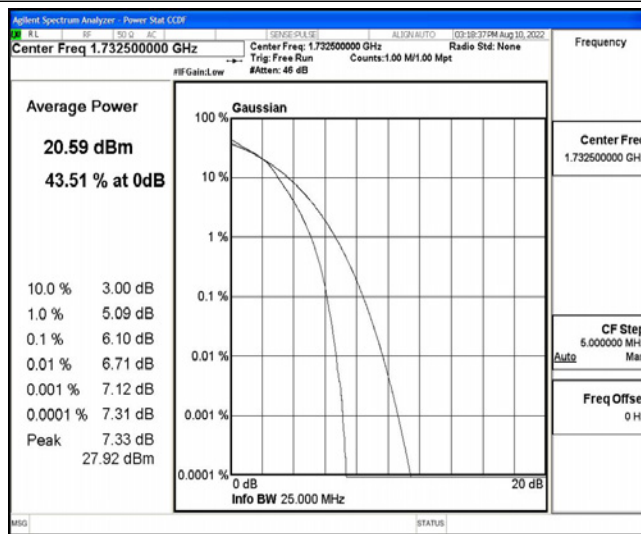 Agilent Spectrum Analyzer - Power Stat CCDF
RL RF 50 Ω AC SENSE:PULSE ALIGN AUTO 03:18:37 PM Aug 10, 2022
Center Freq 1.732500000 GHz
Center Freq: 1.732500000 GHz Radio Std: None
Trig: Free Run Counts:1.00 M/1.00 Mpt
#IFGain:Low #Atten: 46 dB
Frequency
Average Power
20.59 dBm
43.51 % at 0dB
10.0 % 3.00 dB
1.0 % 5.09 dB
0.1 % 6.10 dB
0.01 % 6.71 dB
0.001 % 7.12 dB
0.0001 % 7.31 dB
Peak 7.33 dB
27.92 dBm
Gaussian
100 %
10 %
1 %
0.1 %
0.01 %
0.001 %
0.0001 %
0 dB 20 dB
Info BW 25.000 MHz
Center Freq
1.732500000 GHz
CF Step
5.000000 MHz
Auto Man
Freq Offse
0 H
MSG STATUS